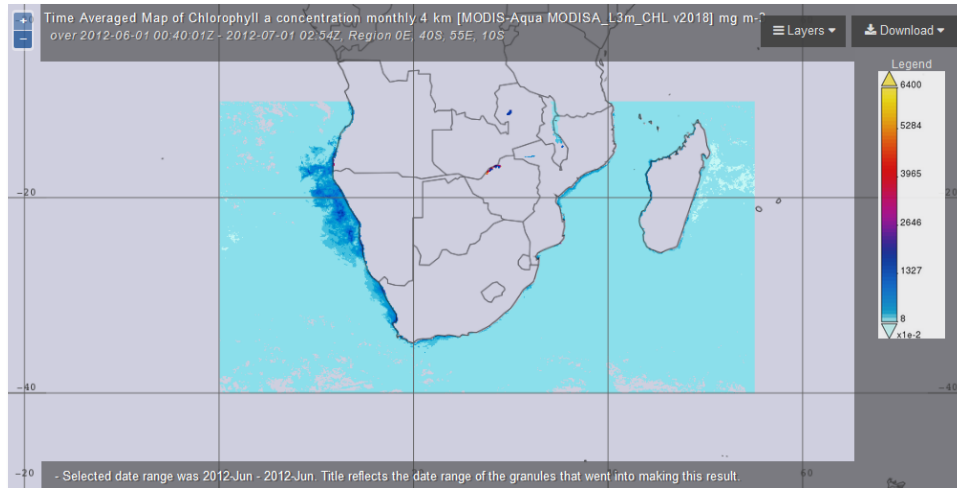 Time Averaged Map of Chlorophyll a concentration monthly 4 km [MODIS-Aqua MODISA_L3m_CHL v2018] mg m-3
over 2012-06-01 00:40:01Z - 2012-07-01 02:54Z, Region 0E, 40S, 55E, 10S
+
−
≡ Layers ▾
Download ▾
Legend
6400
5284
3965
2646
1327
8
x1e-2
-20
-20
-40
-40
-20
20
60
- Selected date range was 2012-Jun - 2012-Jun. Title reflects the date range of the granules that went into making this result.